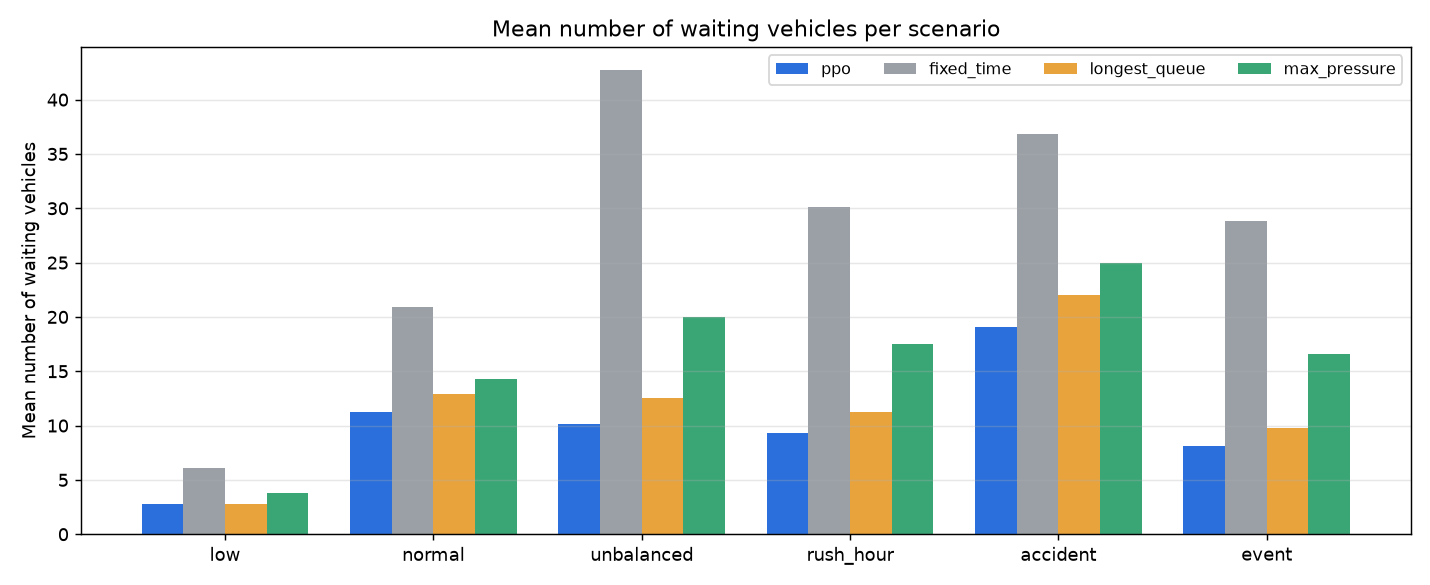 Mean number of waiting vehicles per scenario
ppo fixed_time longest_queue max_pressure
Mean number of waiting vehicles
40
35
30
25
20
15
10
5
0
low normal unbalanced rush_hour accident event